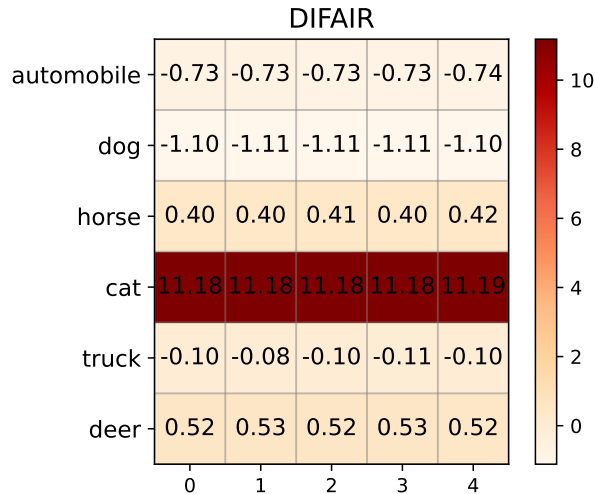 DIFAIR
automobile -0.73 -0.73 -0.73 -0.73 -0.74
dog -1.10 -1.11 -1.11 -1.11 -1.10
horse 0.40 0.40 0.41 0.40 0.42
cat 11.18 11.18 11.18 11.18 11.19
truck -0.10 -0.08 -0.10 -0.11 -0.10
deer 0.52 0.53 0.52 0.53 0.52
0 1 2 3 4
10
8
6
4
2
0